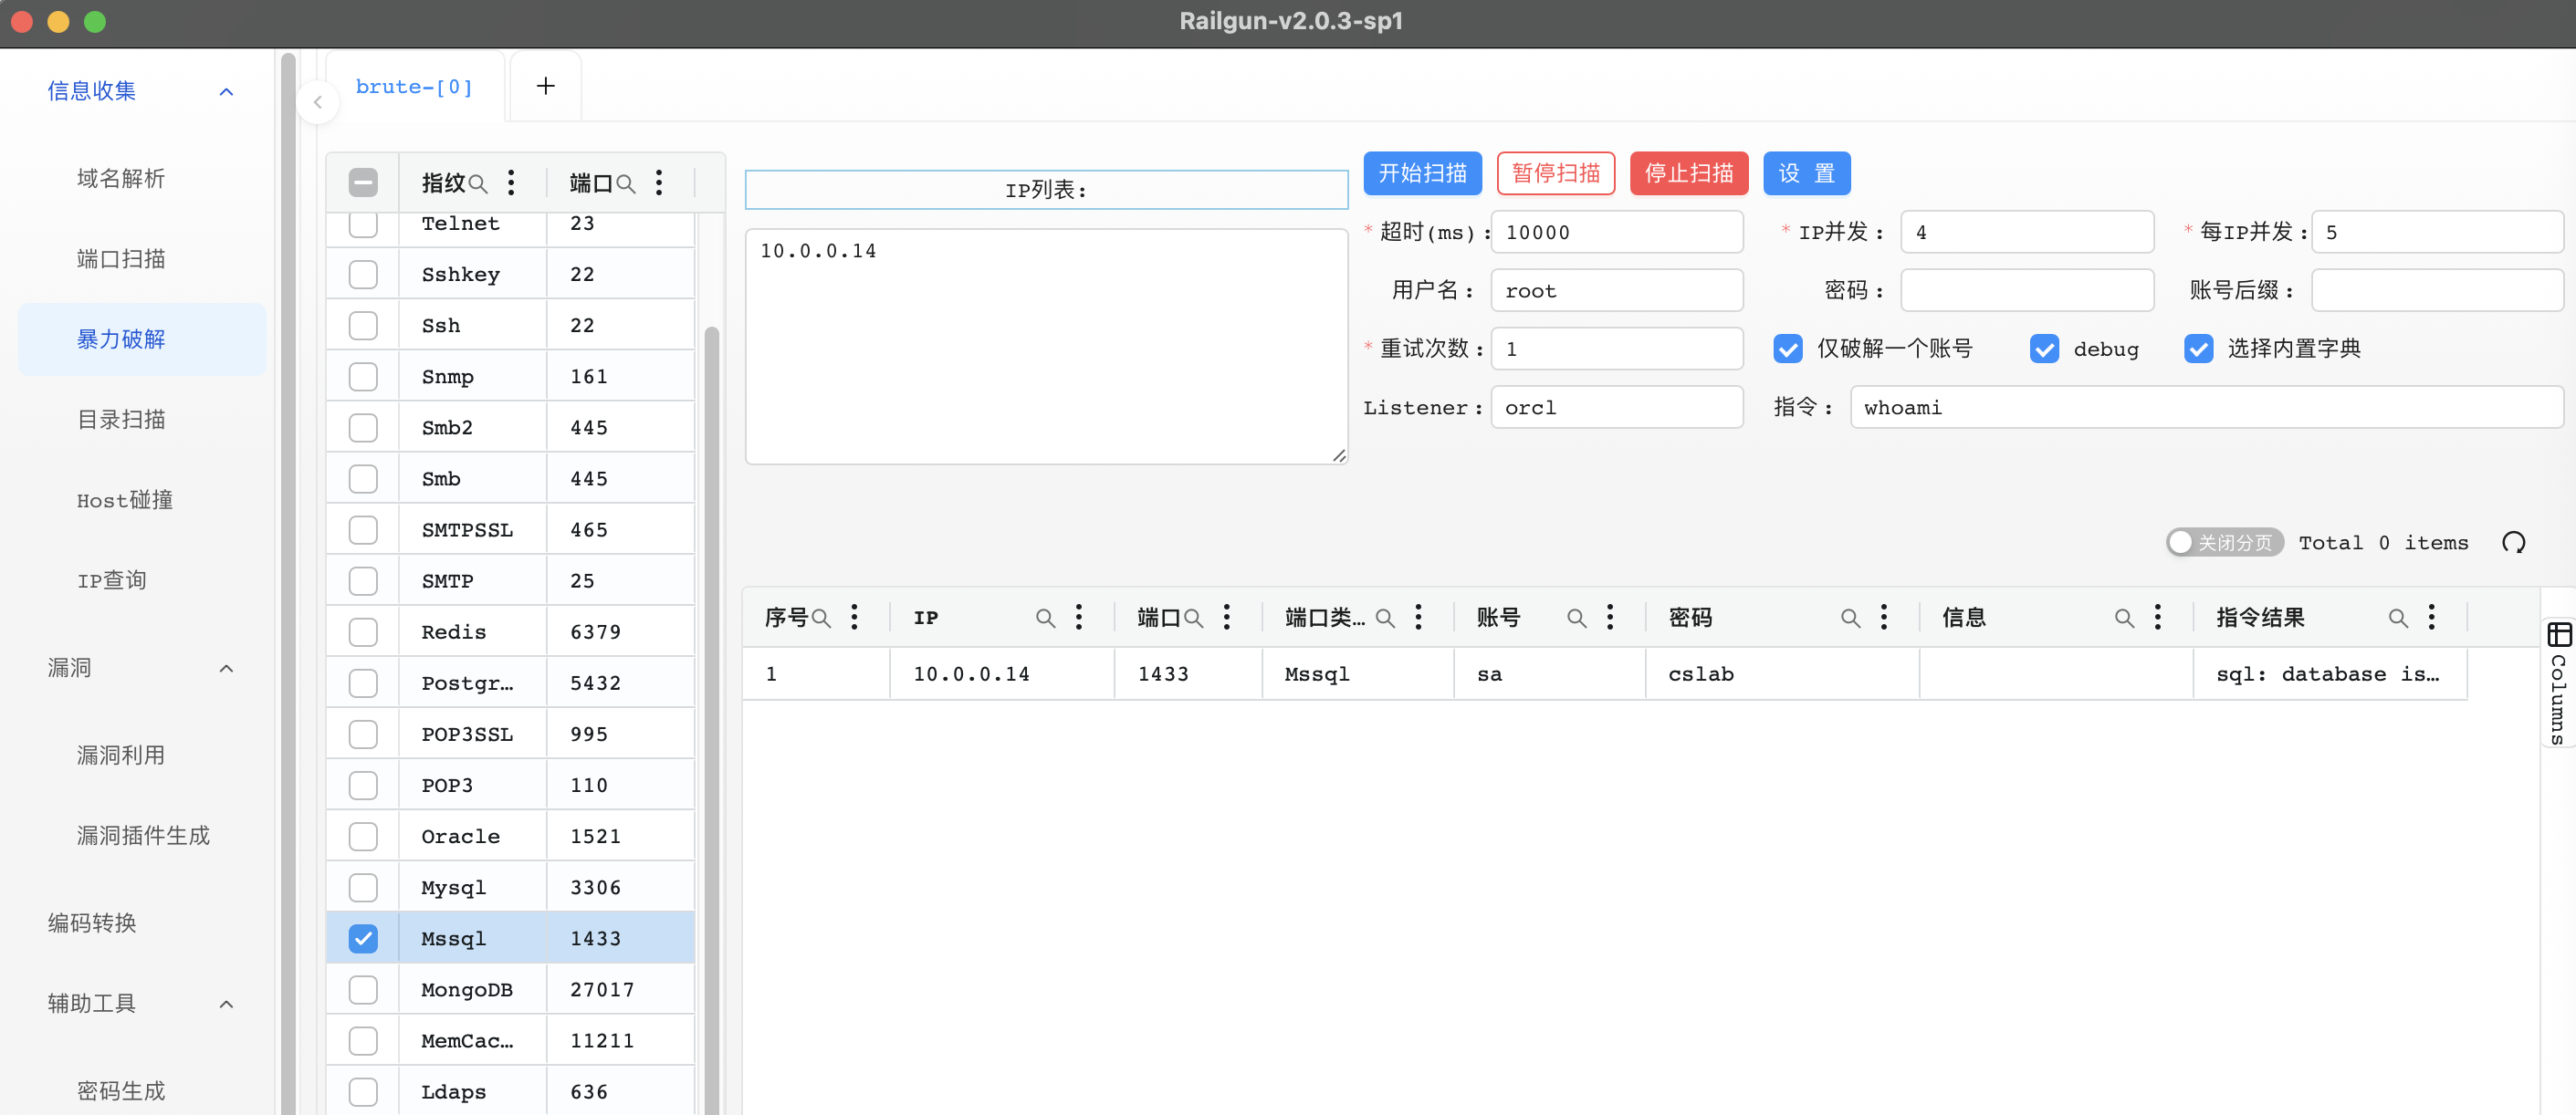 Railgun-v2.0.3-sp1
信息收集
域名解析
端口扫描
暴力破解
目录扫描
Host碰撞
IP查询
漏洞
漏洞利用
漏洞插件生成
编码转换
辅助工具
密码生成
brute-[0] +
指纹 端口
Telnet 23
Sshkey 22
Ssh 22
Snmp 161
Smb2 445
Smb 445
SMTPSSL 465
SMTP 25
Redis 6379
Postgr… 5432
POP3SSL 995
POP3 110
Oracle 1521
Mysql 3306
Mssql 1433
MongoDB 27017
MemCac… 11211
Ldaps 636
IP列表:
10.0.0.14
开始扫描 暂停扫描 停止扫描 设 置
* 超时(ms): 10000 * IP并发: 4 * 每IP并发: 5
用户名: root 密码: 账号后缀:
* 重试次数: 1 仅破解一个账号 debug 选择内置字典
Listener: orcl 指令: whoami
关闭分页 Total 0 items
序号 IP 端口 端口类… 账号 密码 信息 指令结果
1 10.0.0.14 1433 Mssql sa cslab sql: database is…
Columns